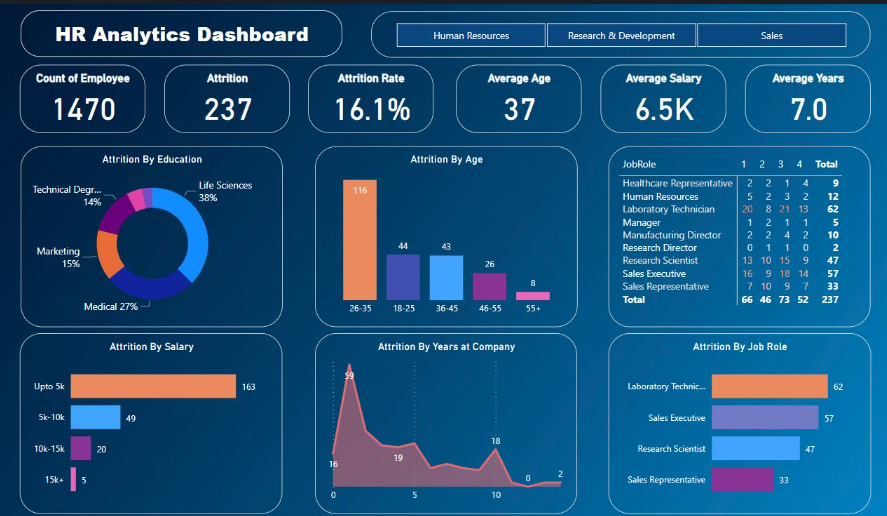 HR Analytics Dashboard
Human Resources Research & Development Sales
Count of Employee
1470
Attrition
237
Attrition Rate
16.1%
Average Age
37
Average Salary
6.5K
Average Years
7.0
Attrition By Education
Life Sciences
38%
Technical Degr...
14%
Marketing
15%
Medical 27%
Attrition By Age
116
44
43
26
8
26-35 18-25 36-45 46-55 55+
JobRole 1 2 3 4 Total
Healthcare Representative 2 2 1 4 9
Human Resources 5 2 3 2 12
Laboratory Technician 20 8 21 13 62
Manager 1 2 1 1 5
Manufacturing Director 2 2 4 2 10
Research Director 0 1 1 0 2
Research Scientist 13 10 15 9 47
Sales Executive 16 9 18 14 57
Sales Representative 7 10 9 7 33
Total 66 46 73 52 237
Attrition By Salary
Upto 5k 163
5k-10k 49
10k-15k 20
15k+ 5
Attrition By Years at Company
59
16
19
18
0
2
0 5 10
Attrition By Job Role
Laboratory Technic... 62
Sales Executive 57
Research Scientist 47
Sales Representative 33